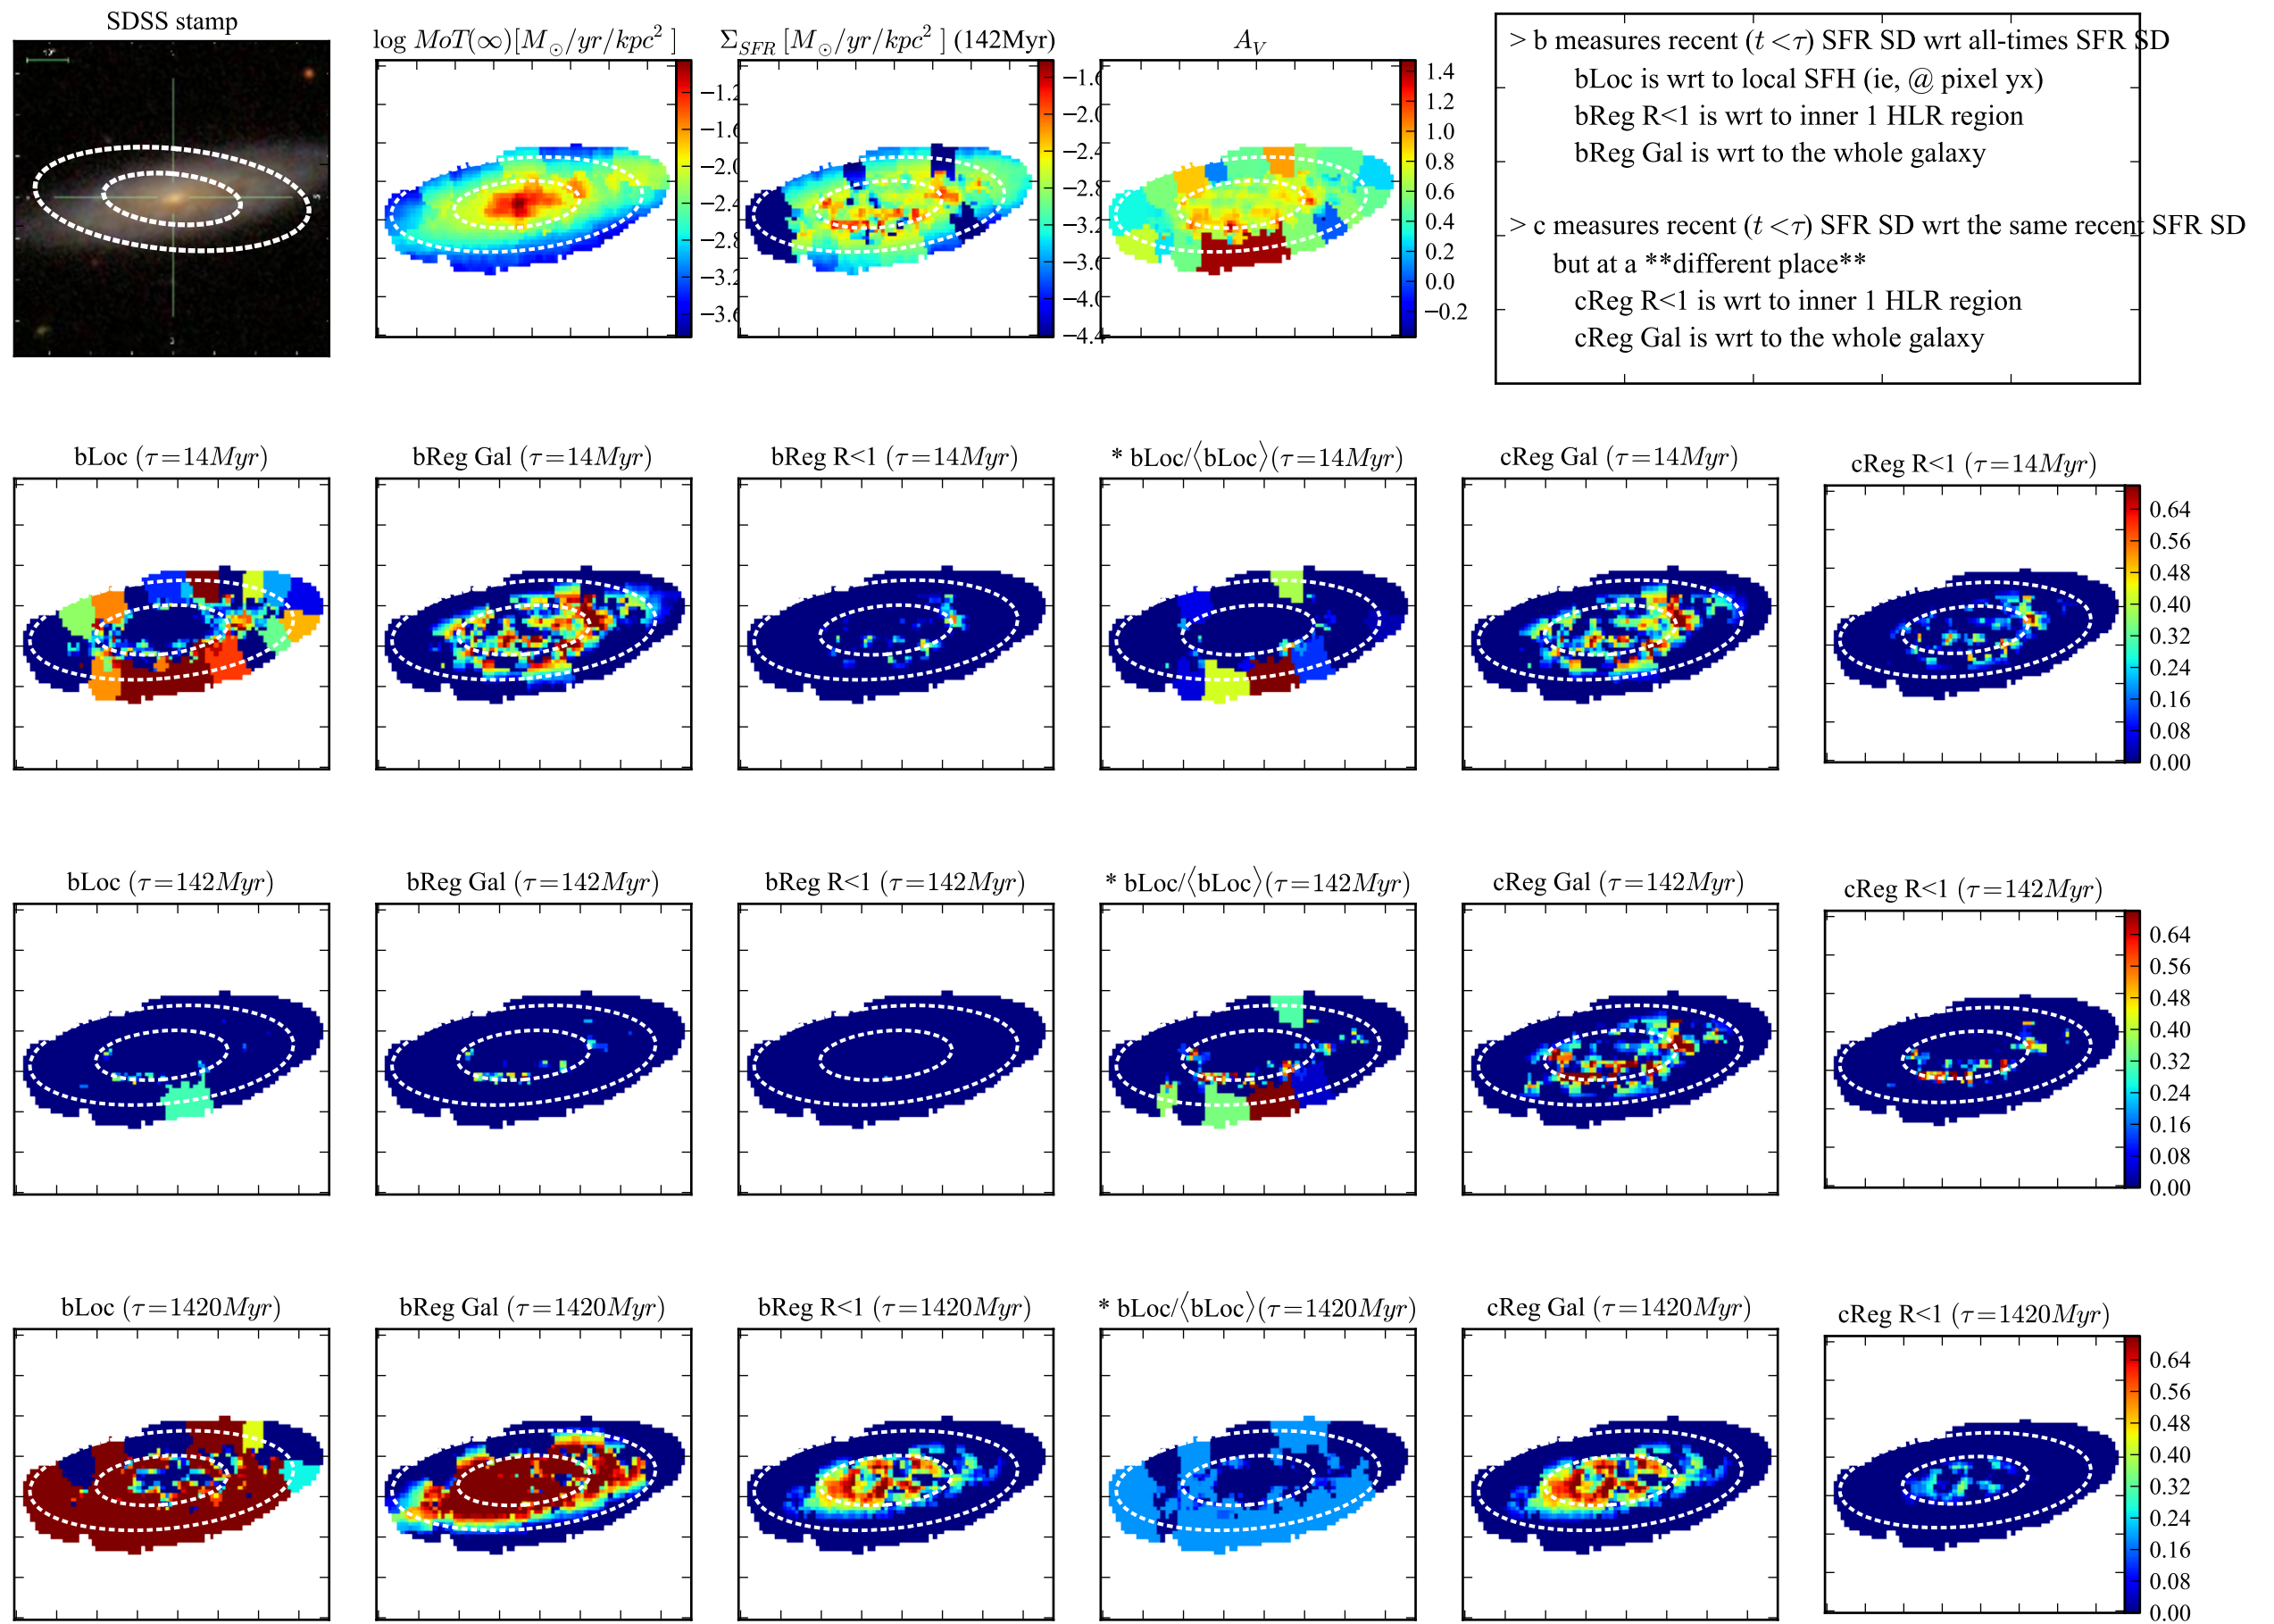 SDSS stamp
log MoT(∞)[M⊙/yr/kpc² ]
Σ_SFR [M⊙/yr/kpc² ] (142Myr)
A_V
−1.2
−1.6
−2.0
−2.4
−2.8
−3.2
−3.6
−1.6
−2.0
−2.4
−2.8
−3.2
−3.6
−4.0
−4.4
1.4
1.2
1.0
0.8
0.6
0.4
0.2
0.0
−0.2
> b measures recent (t <τ) SFR SD wrt all-times SFR SD
bLoc is wrt to local SFH (ie, @ pixel yx)
bReg R<1 is wrt to inner 1 HLR region
bReg Gal is wrt to the whole galaxy
> c measures recent (t <τ) SFR SD wrt the same recent SFR SD
but at a **different place**
cReg R<1 is wrt to inner 1 HLR region
cReg Gal is wrt to the whole galaxy
bLoc (τ=14Myr)
bReg Gal (τ=14Myr)
bReg R<1 (τ=14Myr)
* bLoc/⟨bLoc⟩(τ=14Myr)
cReg Gal (τ=14Myr)
cReg R<1 (τ=14Myr)
0.64
0.56
0.48
0.40
0.32
0.24
0.16
0.08
0.00
bLoc (τ=142Myr)
bReg Gal (τ=142Myr)
bReg R<1 (τ=142Myr)
* bLoc/⟨bLoc⟩(τ=142Myr)
cReg Gal (τ=142Myr)
cReg R<1 (τ=142Myr)
0.64
0.56
0.48
0.40
0.32
0.24
0.16
0.08
0.00
bLoc (τ=1420Myr)
bReg Gal (τ=1420Myr)
bReg R<1 (τ=1420Myr)
* bLoc/⟨bLoc⟩(τ=1420Myr)
cReg Gal (τ=1420Myr)
cReg R<1 (τ=1420Myr)
0.64
0.56
0.48
0.40
0.32
0.24
0.16
0.08
0.00